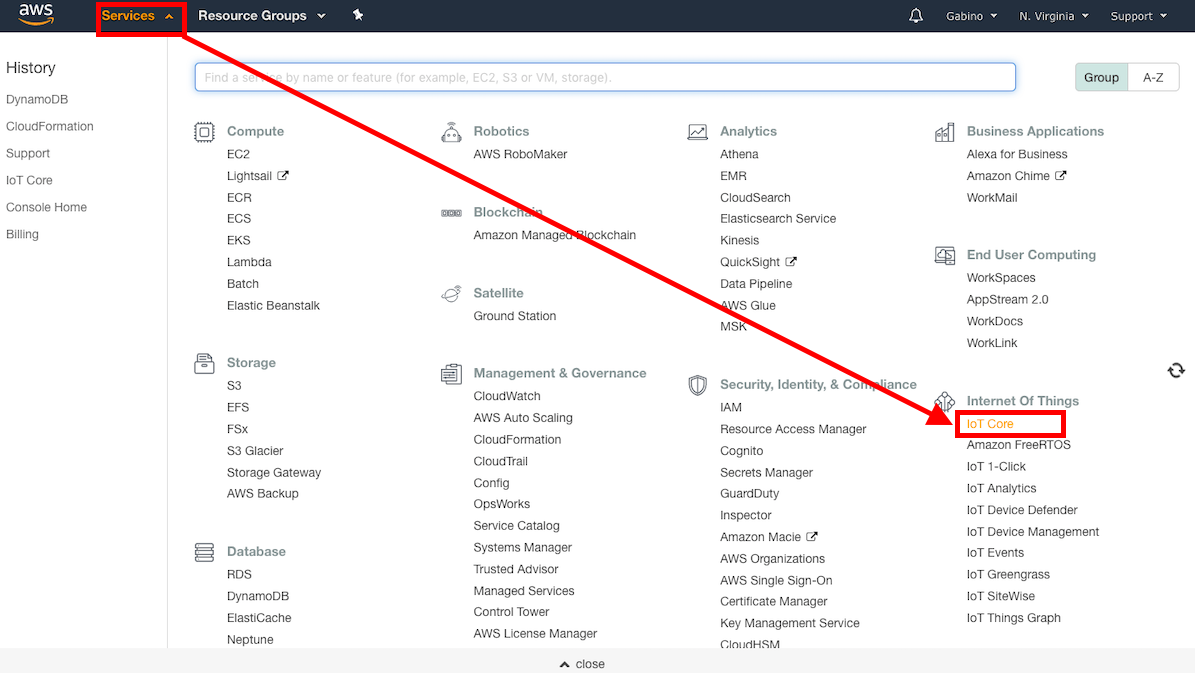 aws
Services
Resource Groups
Gabino
N. Virginia
Support
History
DynamoDB
CloudFormation
Support
IoT Core
Console Home
Billing
Find a service by name or feature (for example, EC2, S3 or VM, storage).
Group
A-Z
Compute
EC2
Lightsail
ECR
ECS
EKS
Lambda
Batch
Elastic Beanstalk
Storage
S3
EFS
FSx
S3 Glacier
Storage Gateway
AWS Backup
Database
RDS
DynamoDB
ElastiCache
Neptune
Robotics
AWS RoboMaker
Blockchain
Amazon Managed Blockchain
Satellite
Ground Station
Management & Governance
CloudWatch
AWS Auto Scaling
CloudFormation
CloudTrail
Config
OpsWorks
Service Catalog
Systems Manager
Trusted Advisor
Managed Services
Control Tower
AWS License Manager
Analytics
Athena
EMR
CloudSearch
Elasticsearch Service
Kinesis
QuickSight
Data Pipeline
AWS Glue
MSK
Security, Identity, & Compliance
IAM
Resource Access Manager
Cognito
Secrets Manager
GuardDuty
Inspector
Amazon Macie
AWS Organizations
AWS Single Sign-On
Certificate Manager
Key Management Service
CloudHSM
Business Applications
Alexa for Business
Amazon Chime
WorkMail
End User Computing
WorkSpaces
AppStream 2.0
WorkDocs
WorkLink
Internet Of Things
IoT Core
Amazon FreeRTOS
IoT 1-Click
IoT Analytics
IoT Device Defender
IoT Device Management
IoT Events
IoT Greengrass
IoT SiteWise
IoT Things Graph
close